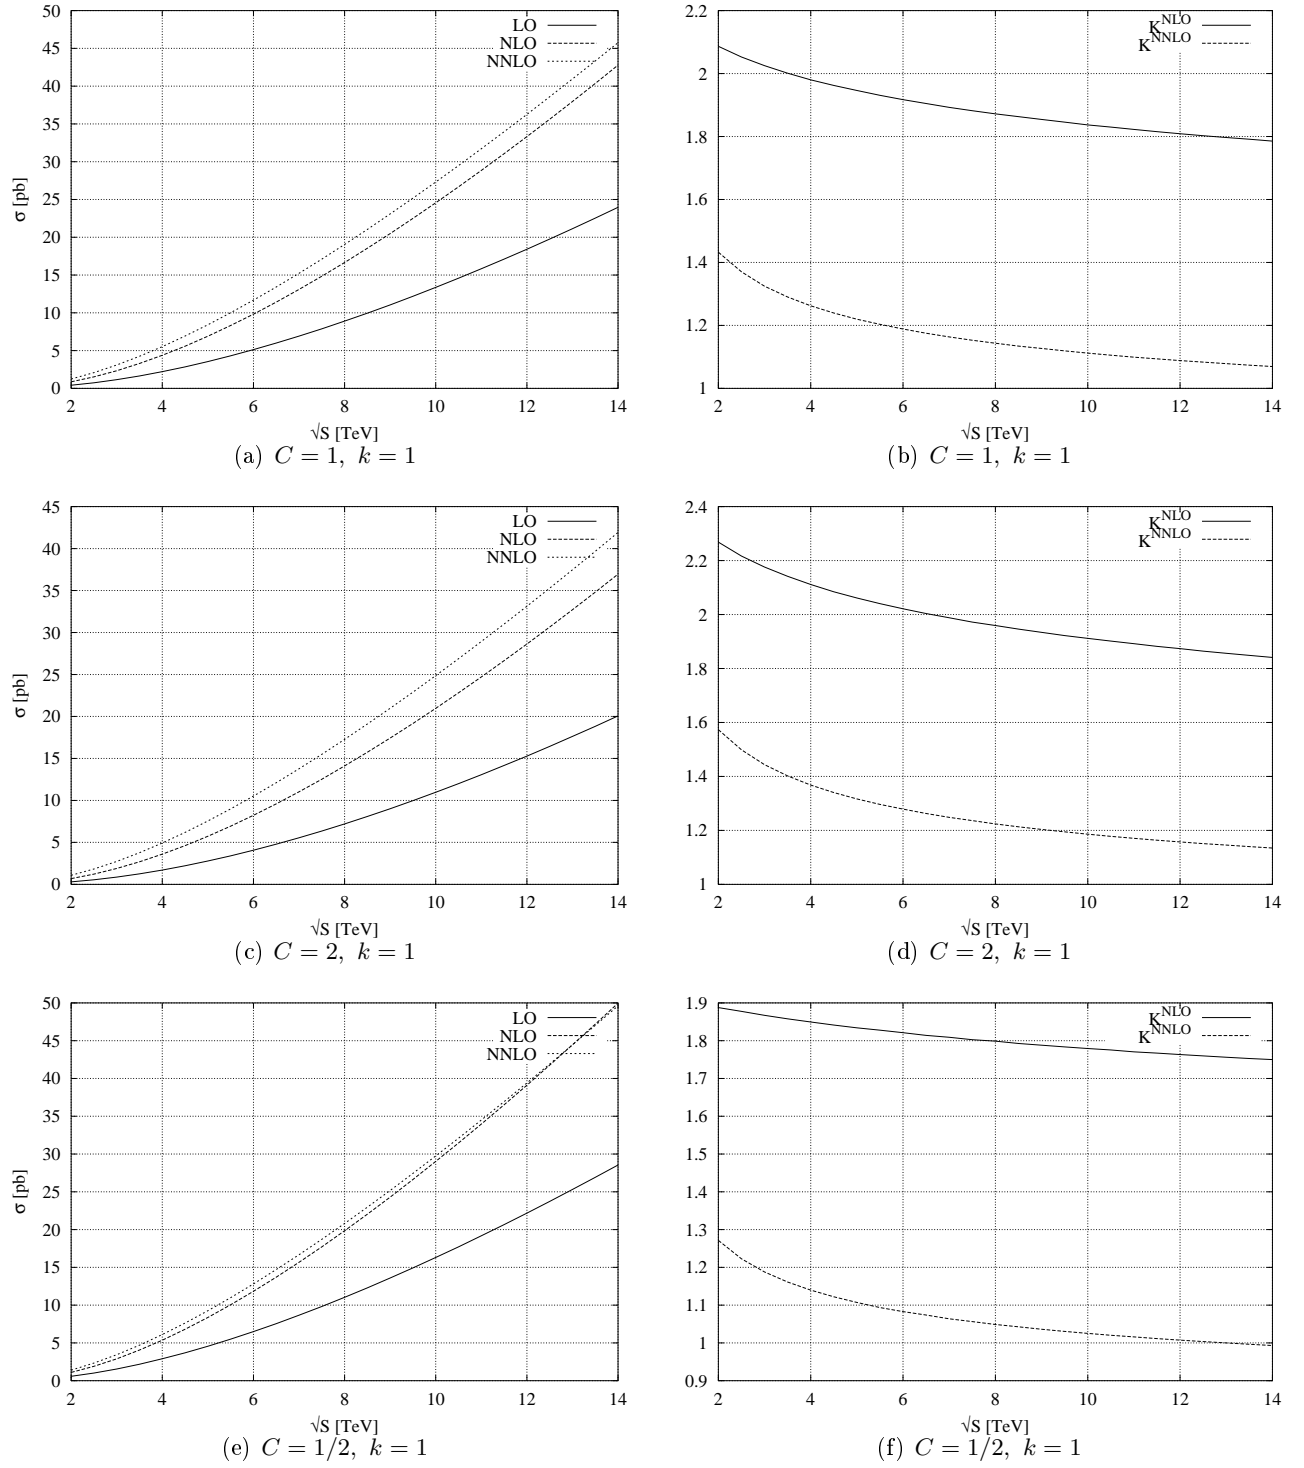 50
45
40
35
30
25
20
15
10
5
0
σ [pb]
LO
NLO
NNLO
2 4 6 8 10 12 14
√S [TeV]
(a) C = 1, k = 1
2.2
2
1.8
1.6
1.4
1.2
1
K^NLO
K^NNLO
2 4 6 8 10 12 14
√S [TeV]
(b) C = 1, k = 1
45
40
35
30
25
20
15
10
5
0
σ [pb]
LO
NLO
NNLO
2 4 6 8 10 12 14
√S [TeV]
(c) C = 2, k = 1
2.4
2.2
2
1.8
1.6
1.4
1.2
1
K^NLO
K^NNLO
2 4 6 8 10 12 14
√S [TeV]
(d) C = 2, k = 1
50
45
40
35
30
25
20
15
10
5
0
σ [pb]
LO
NLO
NNLO
2 4 6 8 10 12 14
√S [TeV]
(e) C = 1/2, k = 1
1.9
1.8
1.7
1.6
1.5
1.4
1.3
1.2
1.1
1
0.9
K^NLO
K^NNLO
2 4 6 8 10 12 14
√S [TeV]
(f) C = 1/2, k = 1